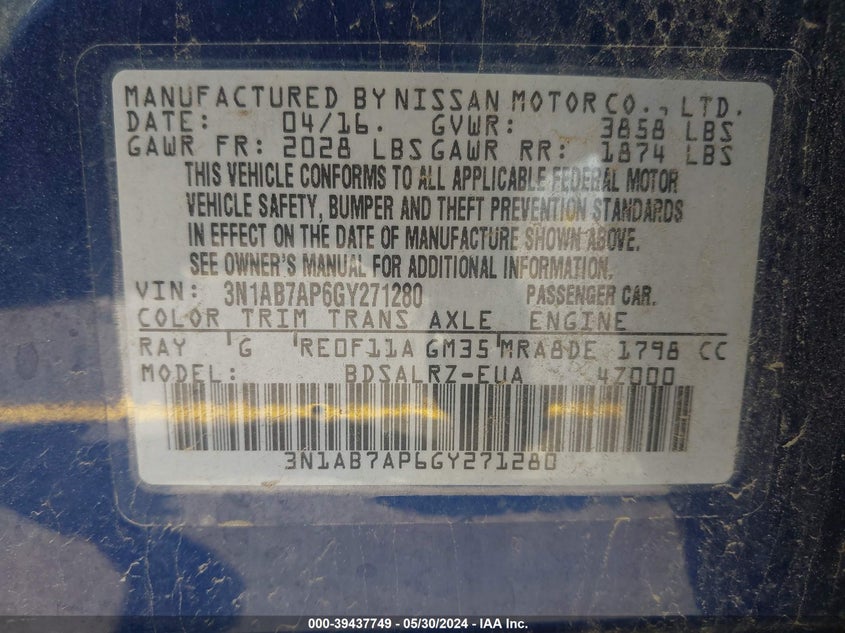 MANUFACTURED BY NISSAN MOTOR CO., LTD.
DATE: 04/16. GVWR: 3858 LBS
GAWR FR: 2028 LBS GAWR RR: 1874 LBS
THIS VEHICLE CONFORMS TO ALL APPLICABLE FEDERAL MOTOR
VEHICLE SAFETY, BUMPER AND THEFT PREVENTION STANDARDS
IN EFFECT ON THE DATE OF MANUFACTURE SHOWN ABOVE.
SEE OWNER'S MANUAL FOR ADDITIONAL INFORMATION.
VIN: 3N1AB7AP6GY271280 PASSENGER CAR.
COLOR TRIM TRANS AXLE ENGINE
RAY 'G 'RE0F11A GM35 'MRA8DE 1798 CC
MODEL: BDSALRZ-EUA 4Z000
3N1AB7AP6GY271280
000-39437749 - 05/30/2024 - IAA Inc.